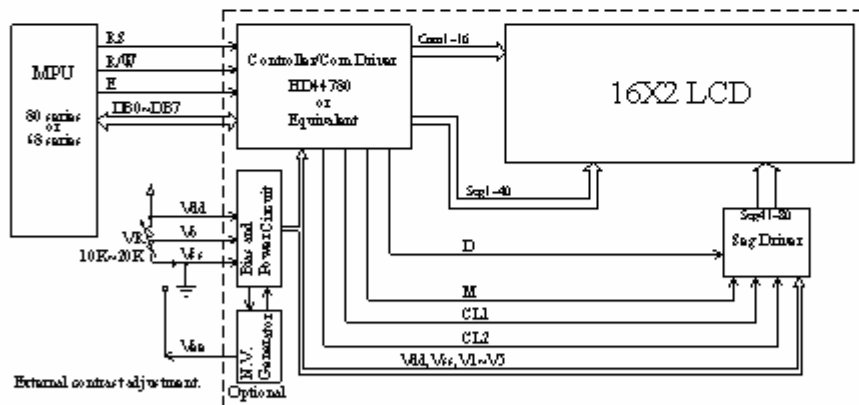 RS
R/W
E
DB0~DB7
MPU
80 series
or
68 series
Controller/Com Driver
HD44780
or
Equivalent
Com1~16
16X2 LCD
Seg1~40
Seg41~80
Seg Driver
Vdd
Vo
Vss
VR
10K~20K
Bias and
Power Circuit
D
M
CL1
CL2
Vdd, Vss, V1~V5
N.V.
Generator
Optional
External contrast adjustment.